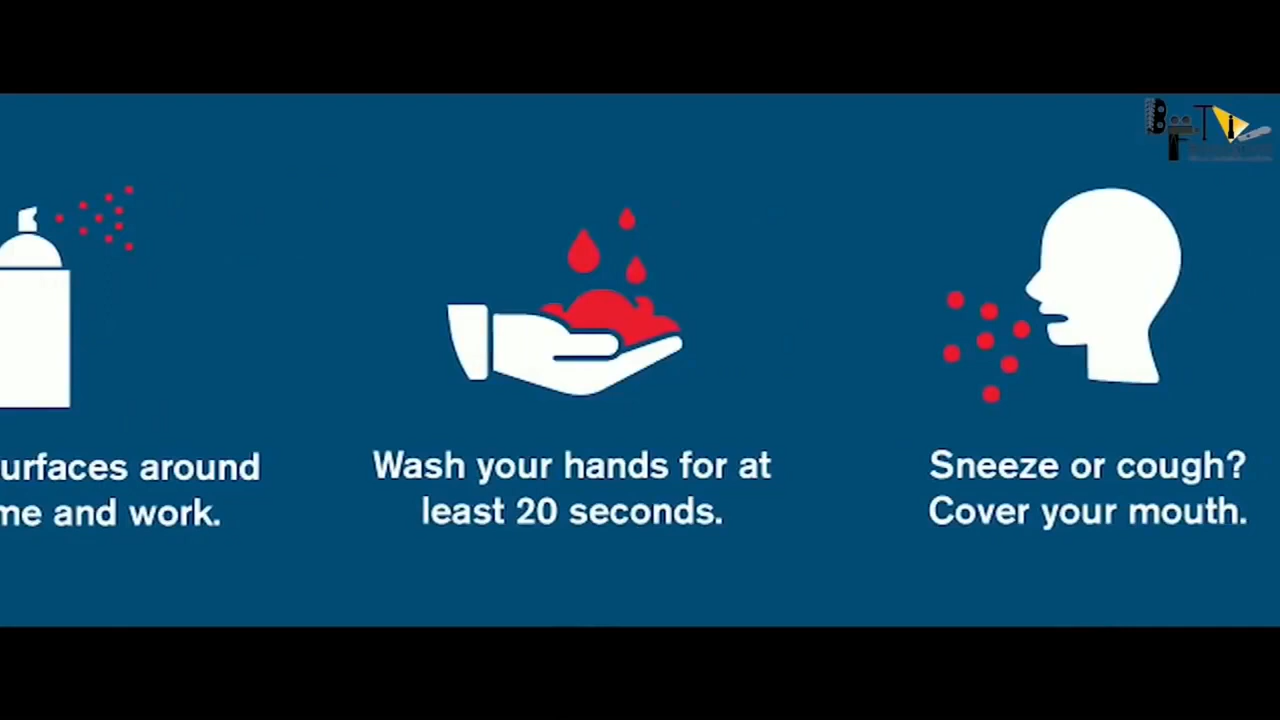 urfaces around
me and work.
Wash your hands for at
least 20 seconds.
Sneeze or cough?
Cover your mouth.